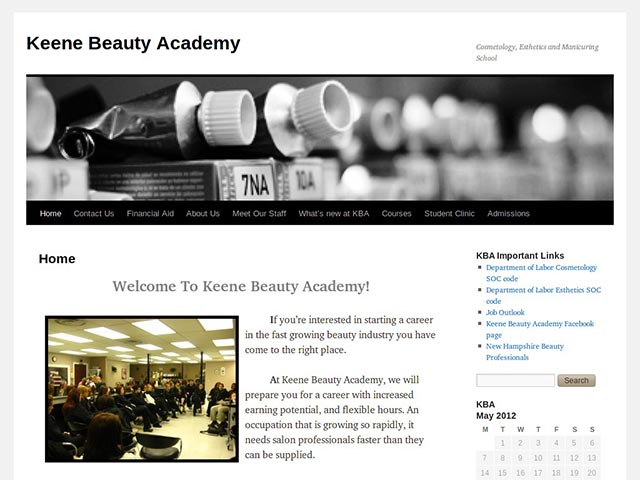 Keene Beauty Academy
Cosmetology, Esthetics and Manicuring
School
7NA
10A
Home Contact Us Financial Aid About Us Meet Our Staff What's new at KBA Courses Student Clinic Admissions
Home
Welcome To Keene Beauty Academy!
If you're interested in starting a career
in the fast growing beauty industry you have
come to the right place.
At Keene Beauty Academy, we will
prepare you for a career with increased
earning potential, and flexible hours. An
occupation that is growing so rapidly, it
needs salon professionals faster than they
can be supplied.
KBA Important Links
Department of Labor Cosmetology
SOC code
Department of Labor Esthetics SOC
code
Job Outlook
Keene Beauty Academy Facebook
page
New Hampshire Beauty
Professionals
Search
KBA
May 2012
M T W T F S S
1 2 3 4 5 6
7 8 9 10 11 12 13
14 15 16 17 18 19 20